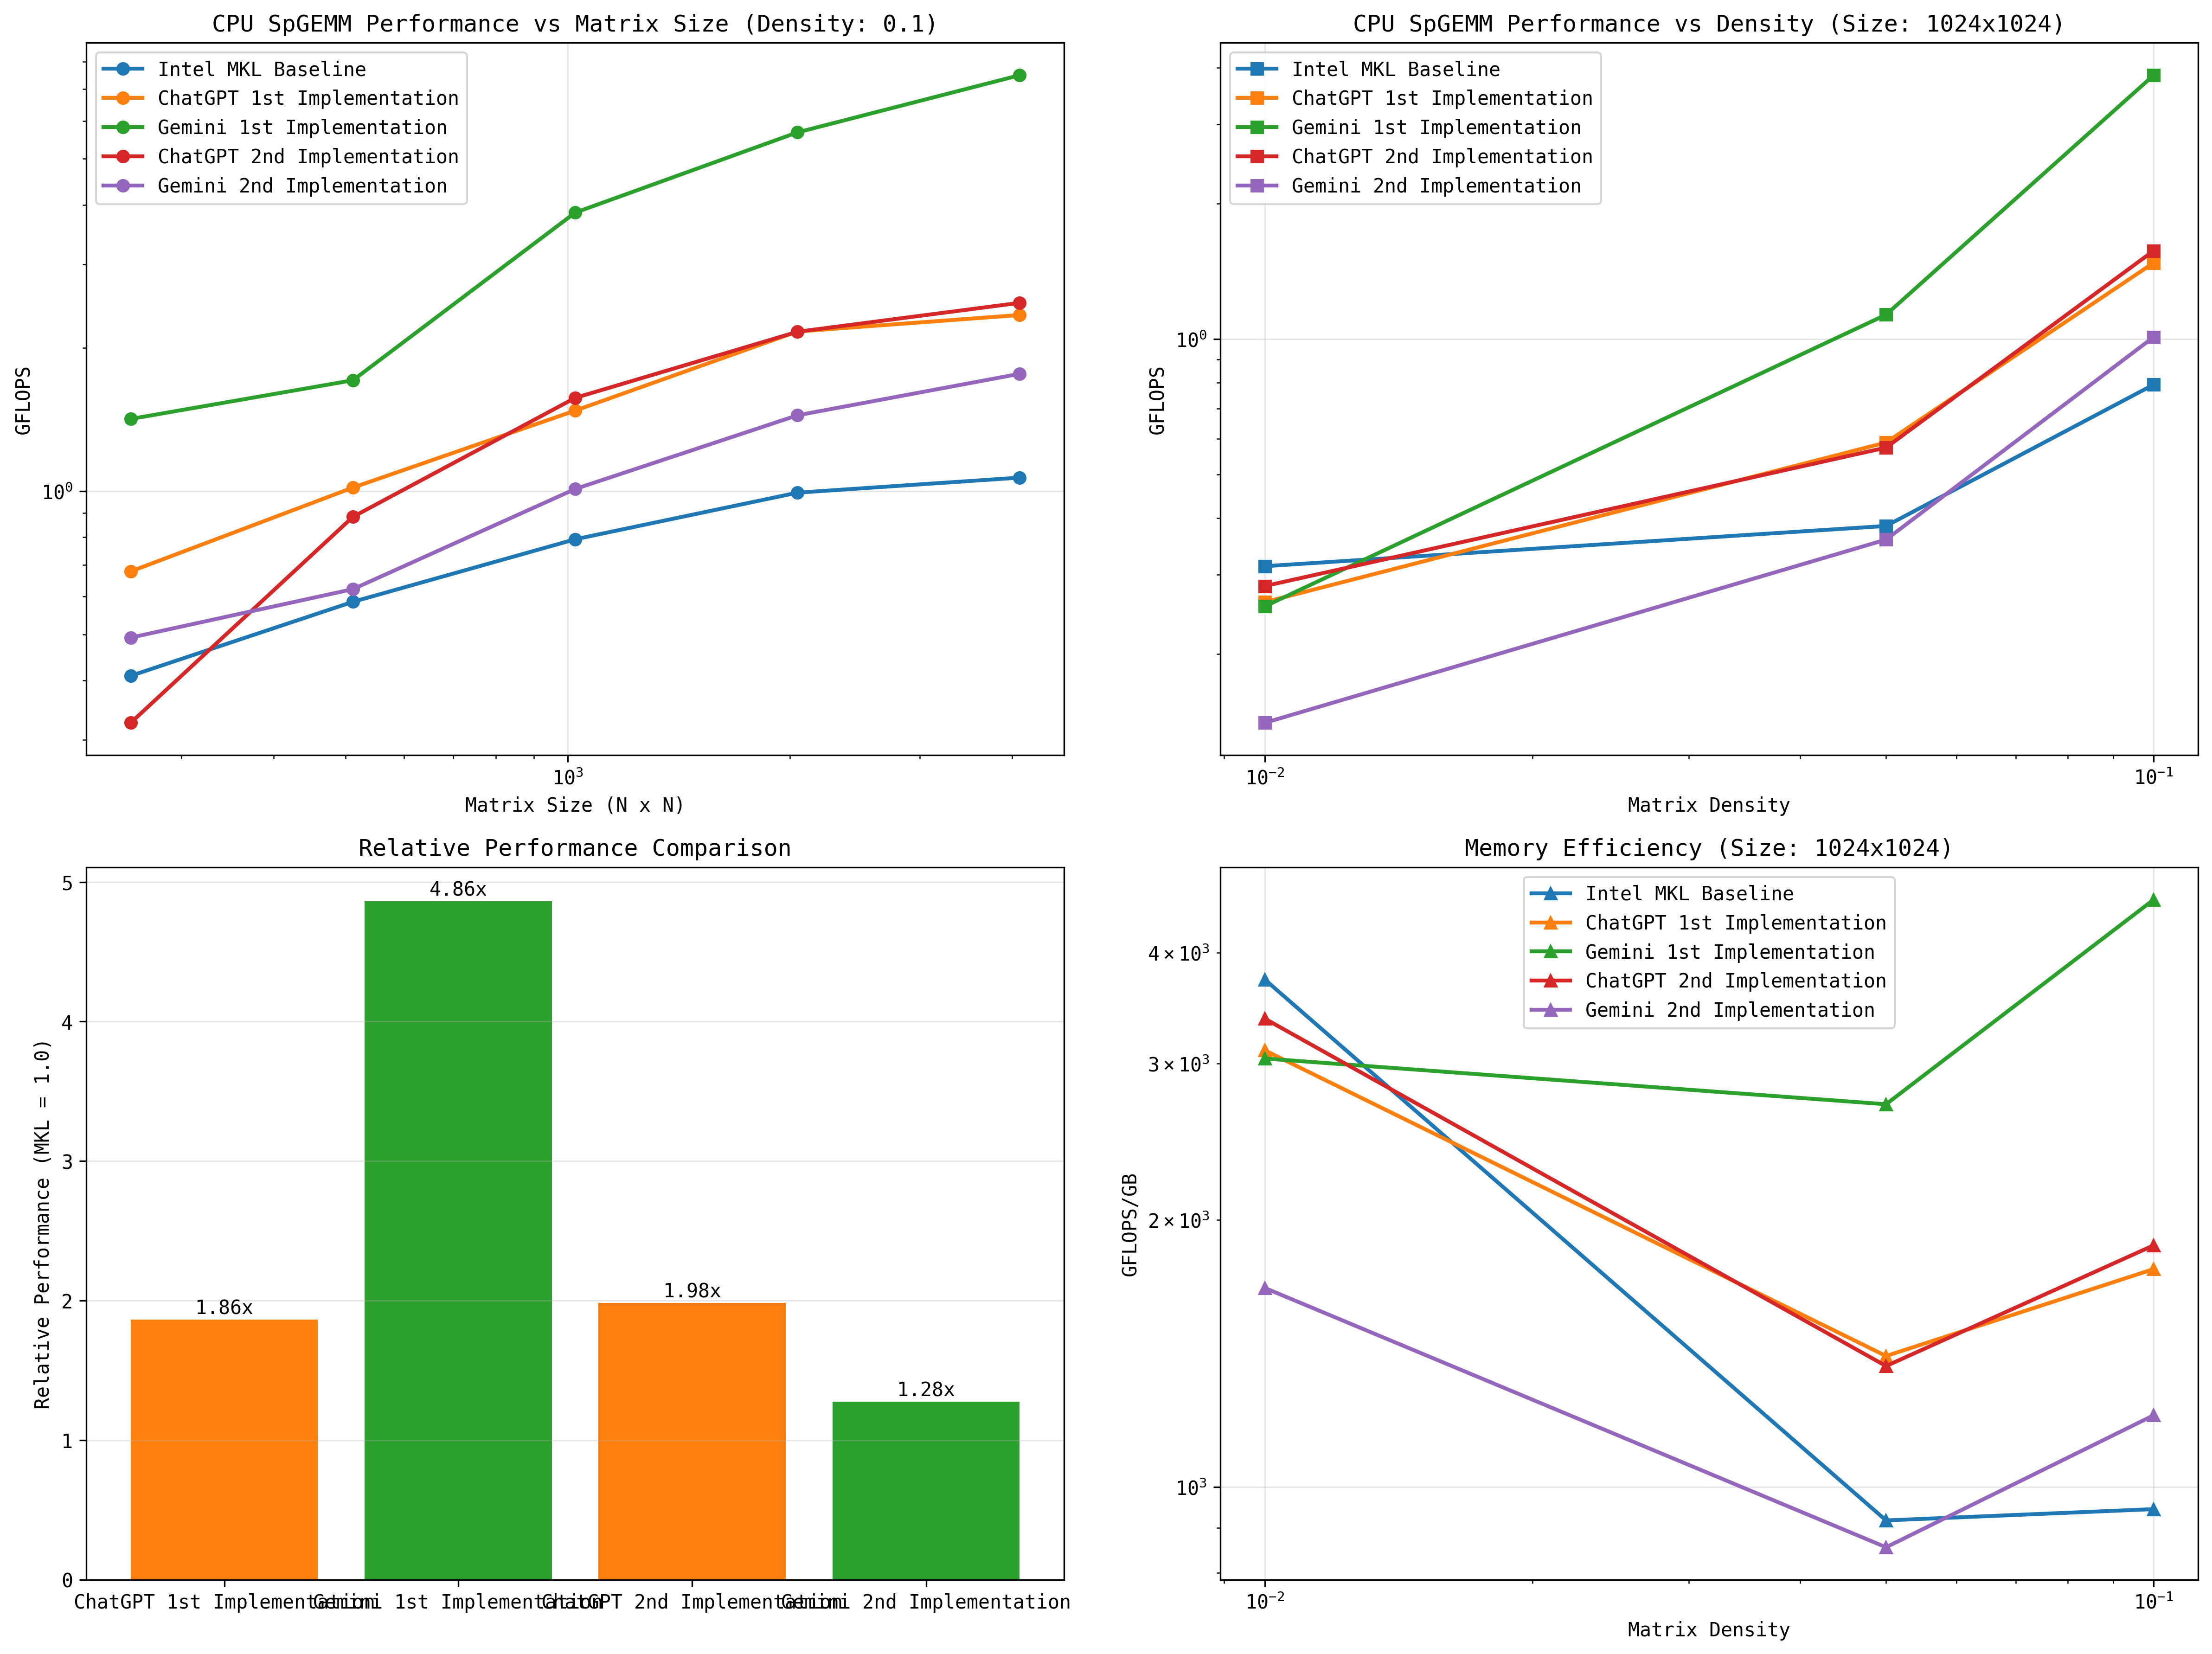 CPU SpGEMM Performance vs Matrix Size (Density: 0.1)
Intel MKL Baseline
ChatGPT 1st Implementation
Gemini 1st Implementation
ChatGPT 2nd Implementation
Gemini 2nd Implementation
GFLOPS
10⁰
10³
Matrix Size (N x N)
CPU SpGEMM Performance vs Density (Size: 1024x1024)
Intel MKL Baseline
ChatGPT 1st Implementation
Gemini 1st Implementation
ChatGPT 2nd Implementation
Gemini 2nd Implementation
GFLOPS
10⁰
10⁻²
10⁻¹
Matrix Density
Relative Performance Comparison
Relative Performance (MKL = 1.0)
5
4
3
2
1
0
1.86x
4.86x
1.98x
1.28x
ChatGPT 1st Implementation
Gemini 1st Implementation
ChatGPT 2nd Implementation
Gemini 2nd Implementation
Memory Efficiency (Size: 1024x1024)
Intel MKL Baseline
ChatGPT 1st Implementation
Gemini 1st Implementation
ChatGPT 2nd Implementation
Gemini 2nd Implementation
GFLOPS/GB
4 × 10³
3 × 10³
2 × 10³
10³
10⁻²
10⁻¹
Matrix Density